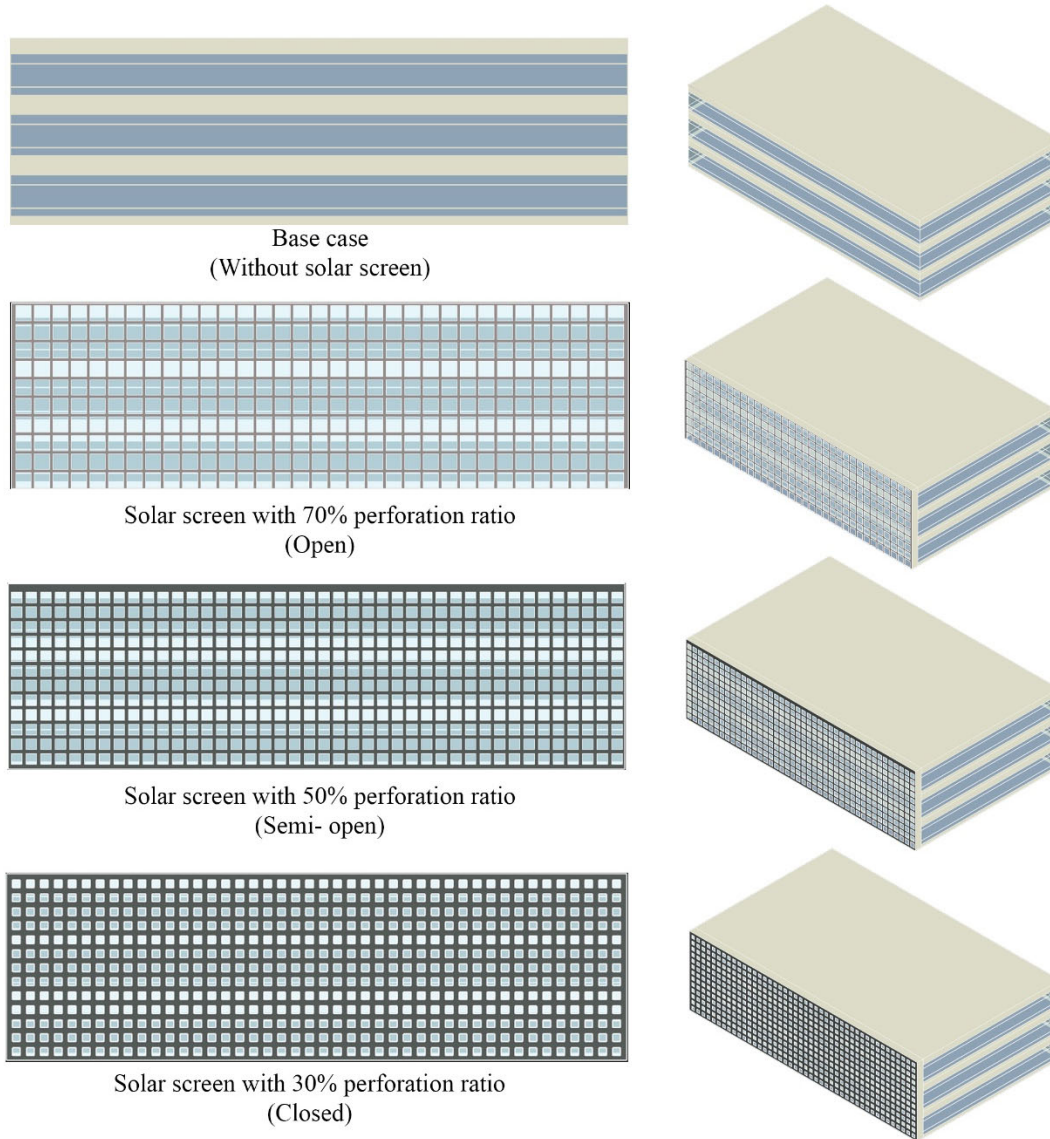 Base case
(Without solar screen)
Solar screen with 70% perforation ratio
(Open)
Solar screen with 50% perforation ratio
(Semi- open)
Solar screen with 30% perforation ratio
(Closed)